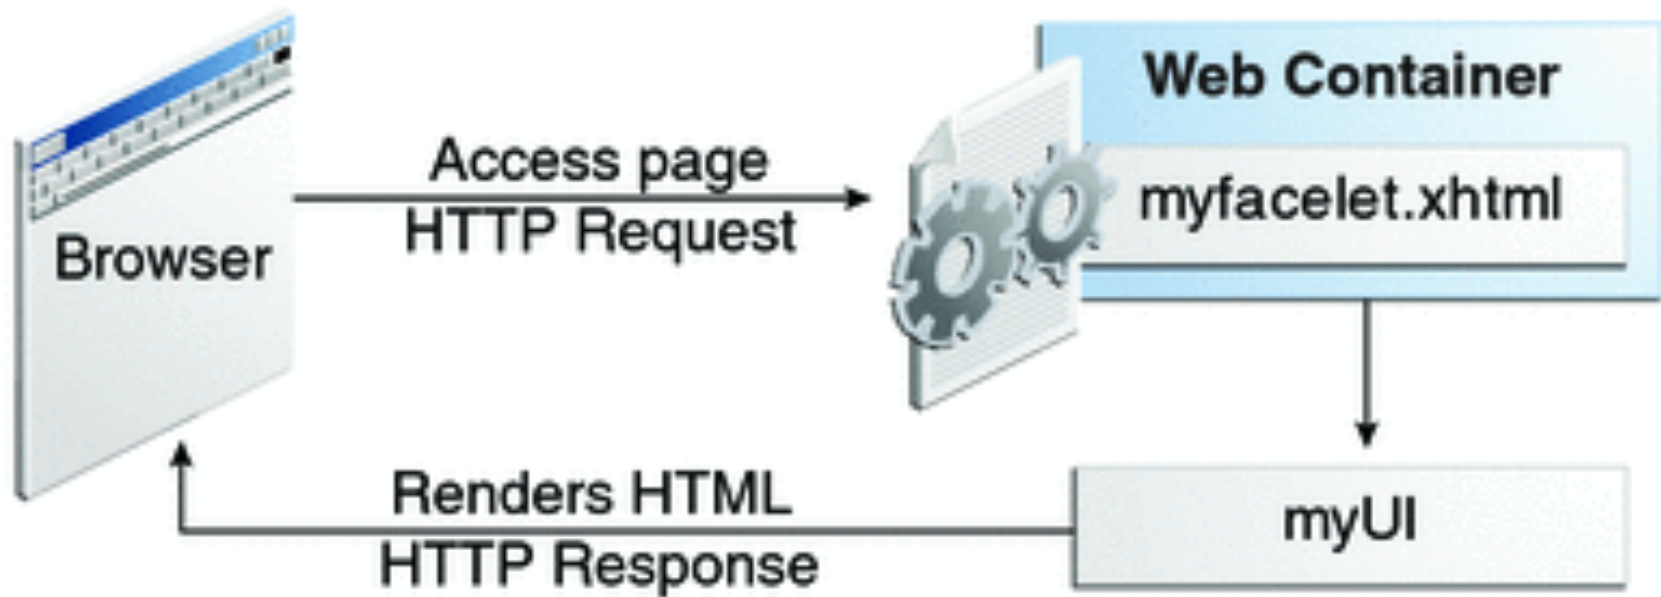 Browser
Access page
HTTP Request
Web Container
myfacelet.xhtml
myUI
Renders HTML
HTTP Response